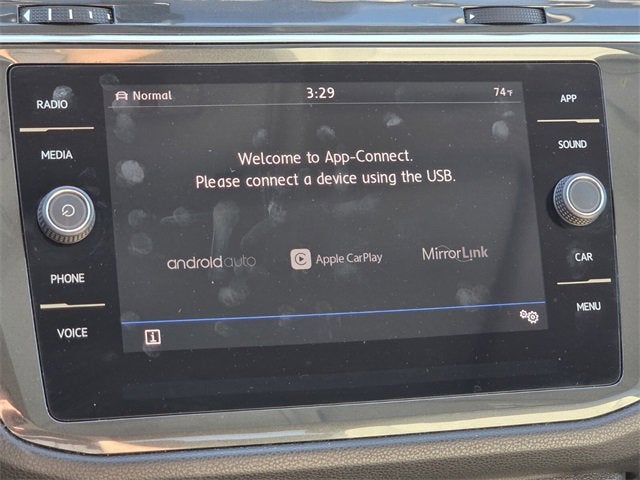 Normal 3:29 74°F
RADIO
MEDIA
PHONE
VOICE
Welcome to App-Connect.
Please connect a device using the USB.
androidauto Apple CarPlay MirrorLink
i
APP
SOUND
CAR
MENU